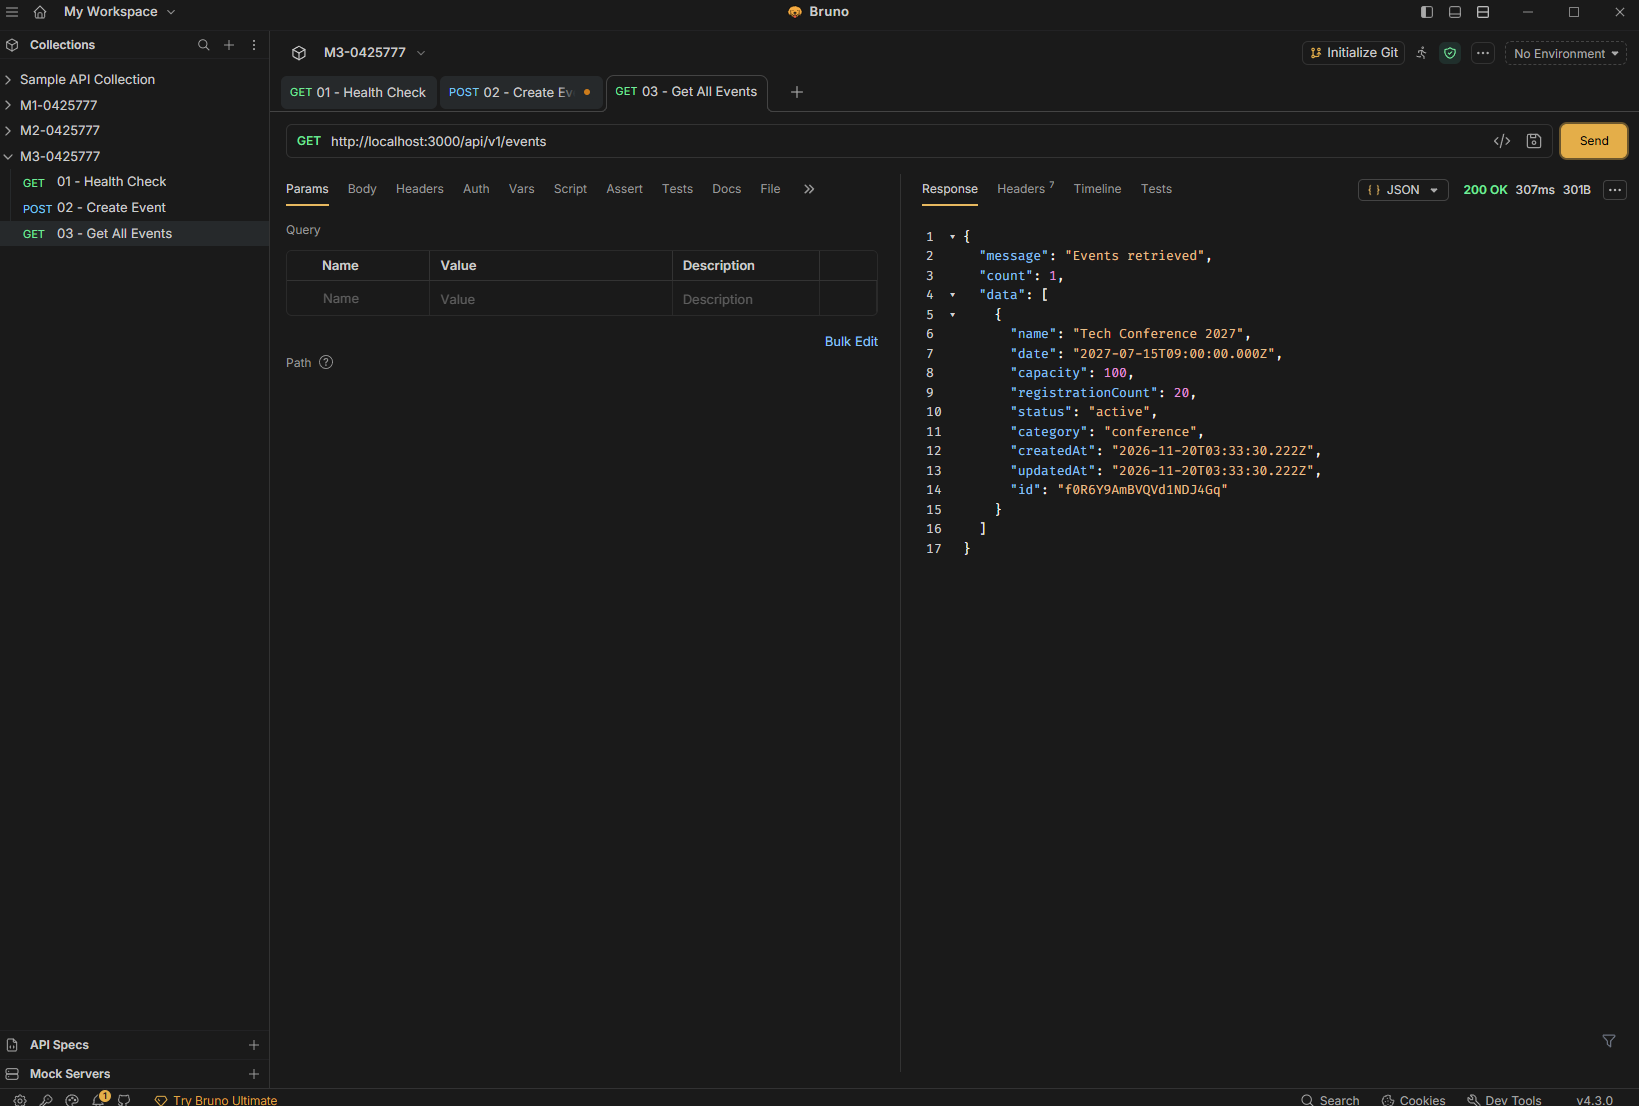 My Workspace
Bruno
Collections
Sample API Collection
M1-0425777
M2-0425777
M3-0425777
GET 01 - Health Check
POST 02 - Create Event
GET 03 - Get All Events
API Specs
Mock Servers
M3-0425777
Initialize Git
No Environment
GET 01 - Health Check
POST 02 - Create Ev
GET 03 - Get All Events
GET http://localhost:3000/api/v1/events
Send
Params Body Headers Auth Vars Script Assert Tests Docs File
Query
Name Value Description
Name Value Description
Bulk Edit
Path
Response Headers 7 Timeline Tests
{ } JSON
200 OK 307ms 301B
1 {
2 "message": "Events retrieved",
3 "count": 1,
4 "data": [
5 {
6 "name": "Tech Conference 2027",
7 "date": "2027-07-15T09:00:00.000Z",
8 "capacity": 100,
9 "registrationCount": 20,
10 "status": "active",
11 "category": "conference",
12 "createdAt": "2026-11-20T03:33:30.222Z",
13 "updatedAt": "2026-11-20T03:33:30.222Z",
14 "id": "f0R6Y9AmBVQVd1NDJ4Gq"
15 }
16 ]
17 }
1
Try Bruno Ultimate
Search Cookies Dev Tools v4.3.0